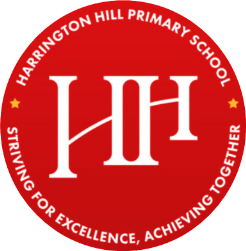 HARRINGTON HILL PRIMARY SCHOOL
HH
STRIVING FOR EXCELLENCE, ACHIEVING TOGETHER